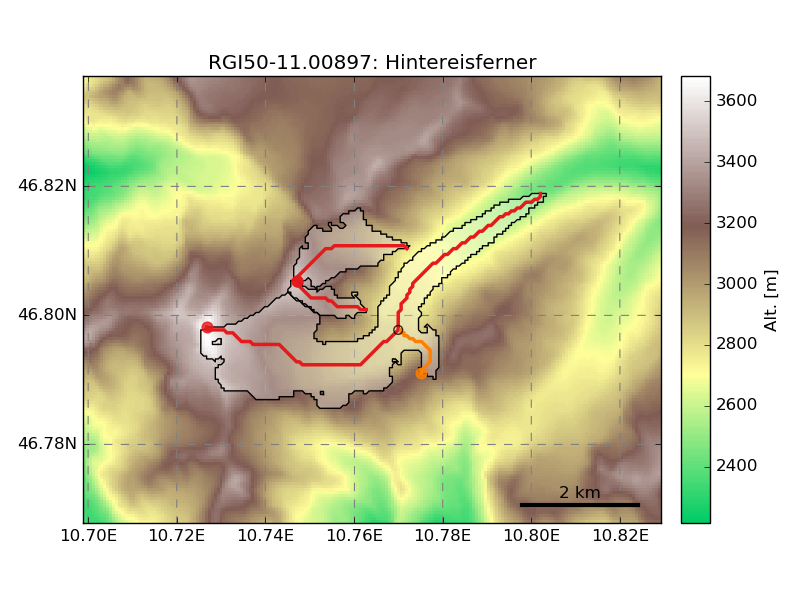 RGI50-11.00897: Hintereisferner
46.82N
46.80N
46.78N
10.70E 10.72E 10.74E 10.76E 10.78E 10.80E 10.82E
2 km
3600
3400
3200
3000
2800
2600
2400
Alt. [m]